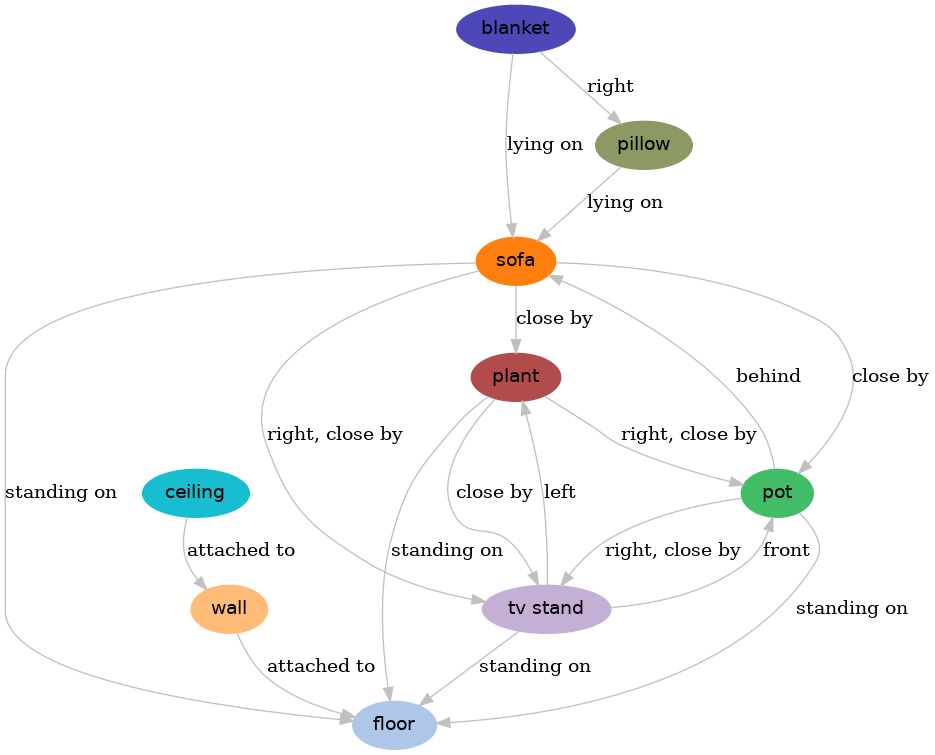 blanket
right
lying on
pillow
lying on
sofa
close by
plant
behind
close by
right, close by
right, close by
standing on
ceiling
close by
left
pot
attached to
standing on
right, close by
front
wall
tv stand
standing on
attached to
standing on
floor